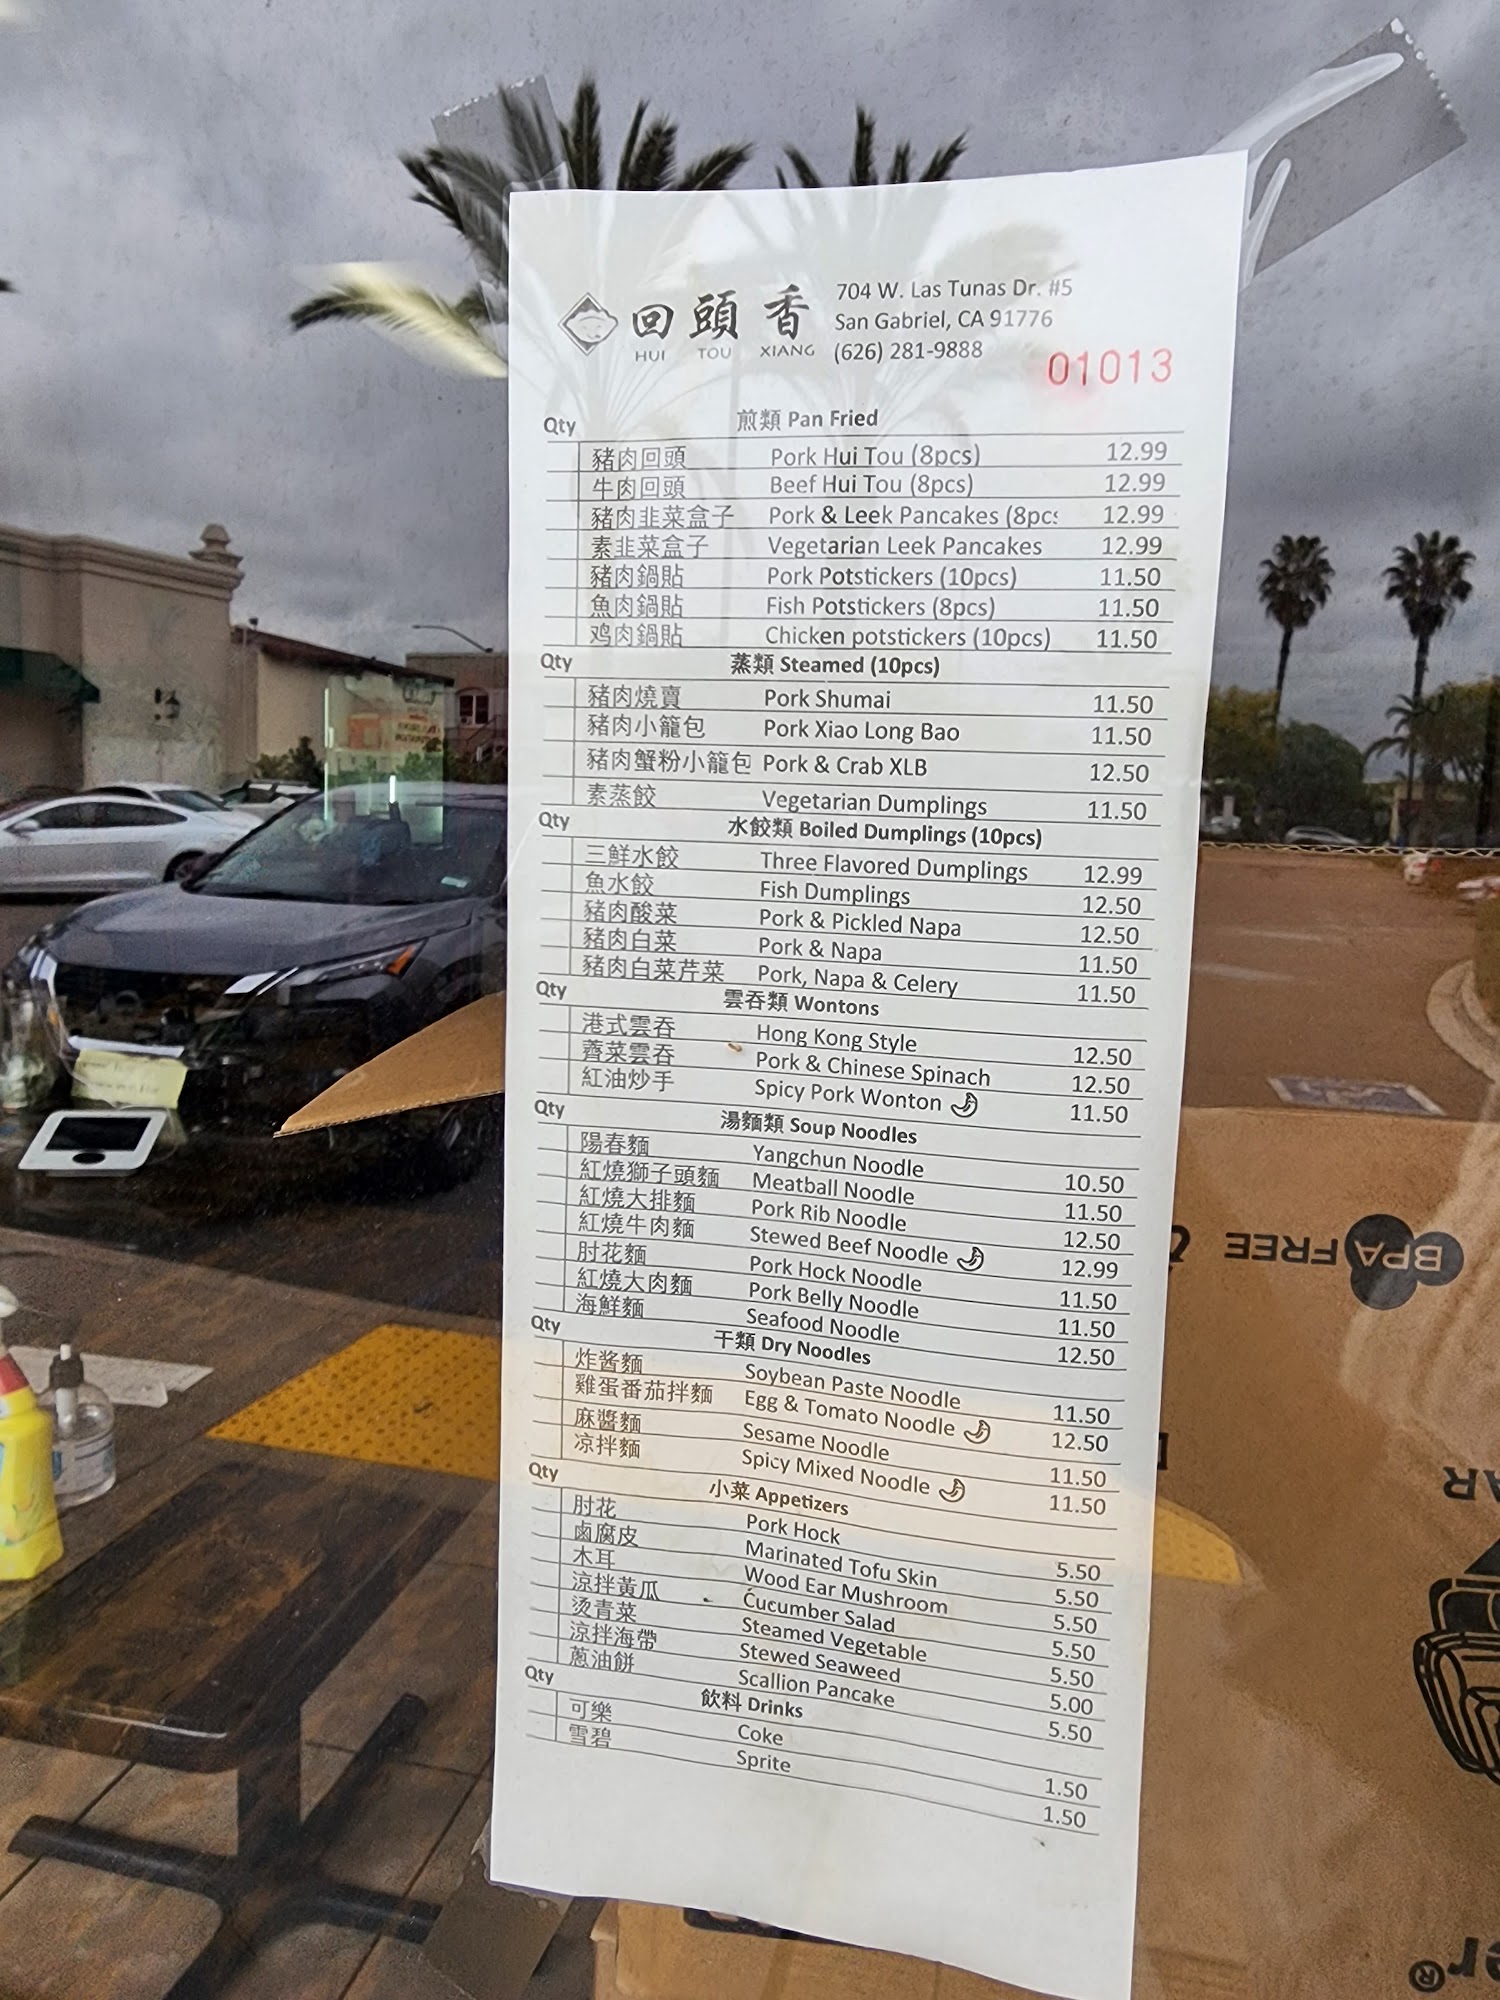 回頭香 704 W. Las Tunas Dr. #5
HUI TOU XIANG San Gabriel, CA 91776
(626) 281-9888
01013
Qty 煎類 Pan Fried
豬肉回頭 Pork Hui Tou (8pcs) 12.99
牛肉回頭 Beef Hui Tou (8pcs) 12.99
豬肉韭菜盒子 Pork & Leek Pancakes (8pcs 12.99
素韭菜盒子 Vegetarian Leek Pancakes 12.99
豬肉鍋貼 Pork Potstickers (10pcs) 11.50
魚肉鍋貼 Fish Potstickers (8pcs) 11.50
鸡肉鍋貼 Chicken potstickers (10pcs) 11.50
Qty 蒸類 Steamed (10pcs)
豬肉燒賣 Pork Shumai 11.50
豬肉小籠包 Pork Xiao Long Bao 11.50
豬肉蟹粉小籠包 Pork & Crab XLB 12.50
素蒸餃 Vegetarian Dumplings 11.50
Qty 水餃類 Boiled Dumplings (10pcs)
三鮮水餃 Three Flavored Dumplings 12.99
魚水餃 Fish Dumplings 12.50
豬肉酸菜 Pork & Pickled Napa 12.50
豬肉白菜 Pork & Napa 11.50
豬肉白菜芹菜 Pork, Napa & Celery 11.50
Qty 雲吞類 Wontons
港式雲吞 Hong Kong Style 12.50
薺菜雲吞 Pork & Chinese Spinach 12.50
紅油炒手 Spicy Pork Wonton 11.50
Qty 湯麵類 Soup Noodles
陽春麵 Yangchun Noodle 10.50
紅燒獅子頭麵 Meatball Noodle 11.50
紅燒大排麵 Pork Rib Noodle 12.50
紅燒牛肉麵 Stewed Beef Noodle 12.99
肘花麵 Pork Hock Noodle 11.50
紅燒大肉麵 Pork Belly Noodle 11.50
海鮮麵 Seafood Noodle 12.50
Qty 干類 Dry Noodles
炸酱麵 Soybean Paste Noodle 11.50
雞蛋番茄拌麵 Egg & Tomato Noodle 12.50
麻醬麵 Sesame Noodle 11.50
凉拌麵 Spicy Mixed Noodle 11.50
Qty 小菜 Appetizers
肘花 Pork Hock 5.50
鹵腐皮 Marinated Tofu Skin 5.50
木耳 Wood Ear Mushroom 5.50
涼拌黃瓜 Cucumber Salad 5.50
烫青菜 Steamed Vegetable 5.50
涼拌海帶 Stewed Seaweed 5.00
蔥油餅 Scallion Pancake 5.50
Qty 飲料 Drinks
可樂 Coke 1.50
雪碧 Sprite 1.50
BPA FREE